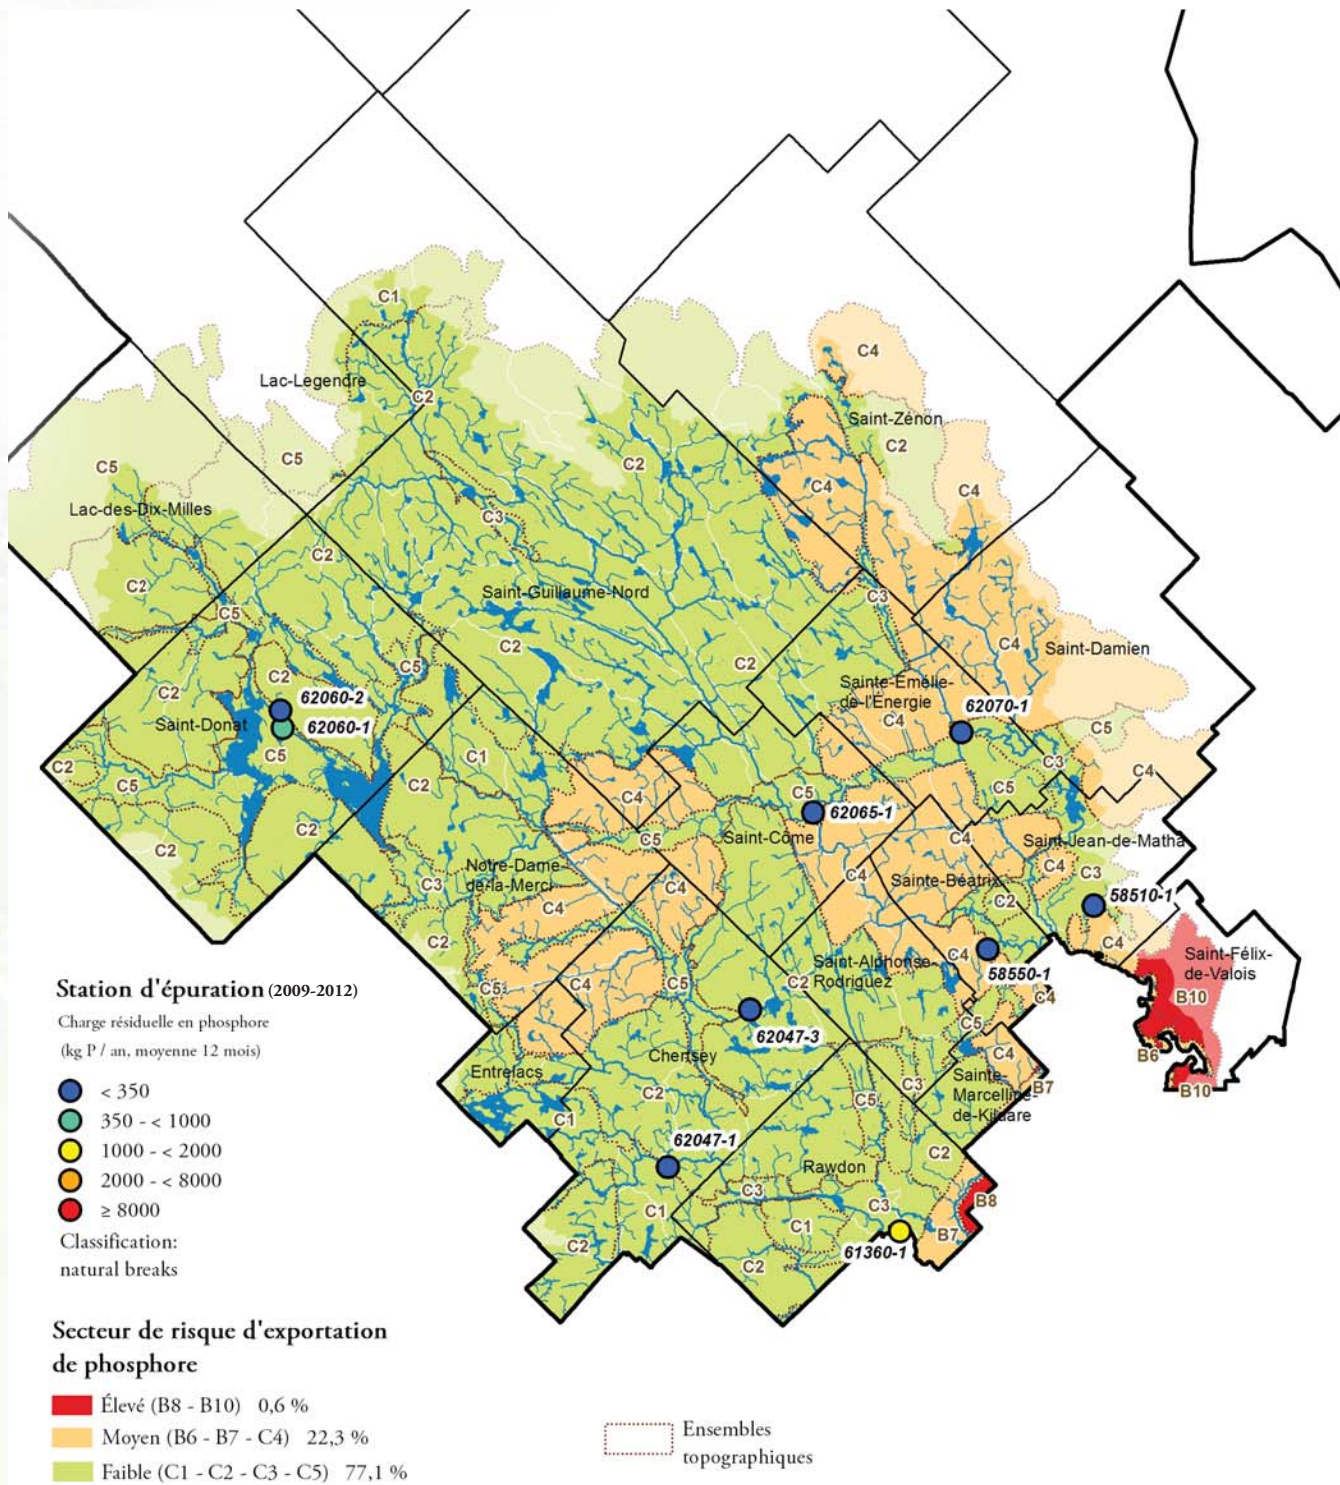 C1
Lac-Legendre
C2
C4
Saint-Zénon
C2
C5
C5
C2
C4
C4
Lac-des-Dix-Milles
C3
C2
C2
Saint-Guillaume-Nord
C3
C5
C2
C4
Saint-Damien
C5
C2
C2
C2
Sainte-Émélie-
de-l'Énergie
62060-2
62070-1
Saint-Donat
62060-1
C4
C5
C5
C1
C3
C2
C5
C2
C4
C5
C5
C4
62065-1
C2
C2
C5
Saint-Côme
C4
Saint-Jean-de-Matha
Notre-Dame-
de-la-Merci
C4
C3
C3
C4
C4
Sainte-Béatrix
58510-1
C4
C2
C2
C4
Saint-Félix-
de-Valois
Saint-Alphonse-
Rodriguez
C4
58550-1
C5
C4
C5
C2
C4
B10
Station d'épuration (2009-2012)
Charge résiduelle en phosphore
(kg P / an, moyenne 12 mois)
62047-3
C5
Chertsey
C4
B6
Entrelacs
Sainte-
Marcelline-
de-Kildare
C3
B7
B10
< 350
C2
C5
350 - < 1000
C1
1000 - < 2000
62047-1
C2
2000 - < 8000
Rawdon
C3
B8
≥ 8000
C1
C3
C1
B7
Classification:
natural breaks
C2
61360-1
C2
Secteur de risque d'exportation
de phosphore
Élevé (B8 - B10) 0,6 %
Moyen (B6 - B7 - C4) 22,3 %
Faible (C1 - C2 - C3 - C5) 77,1 %
Ensembles
topographiques